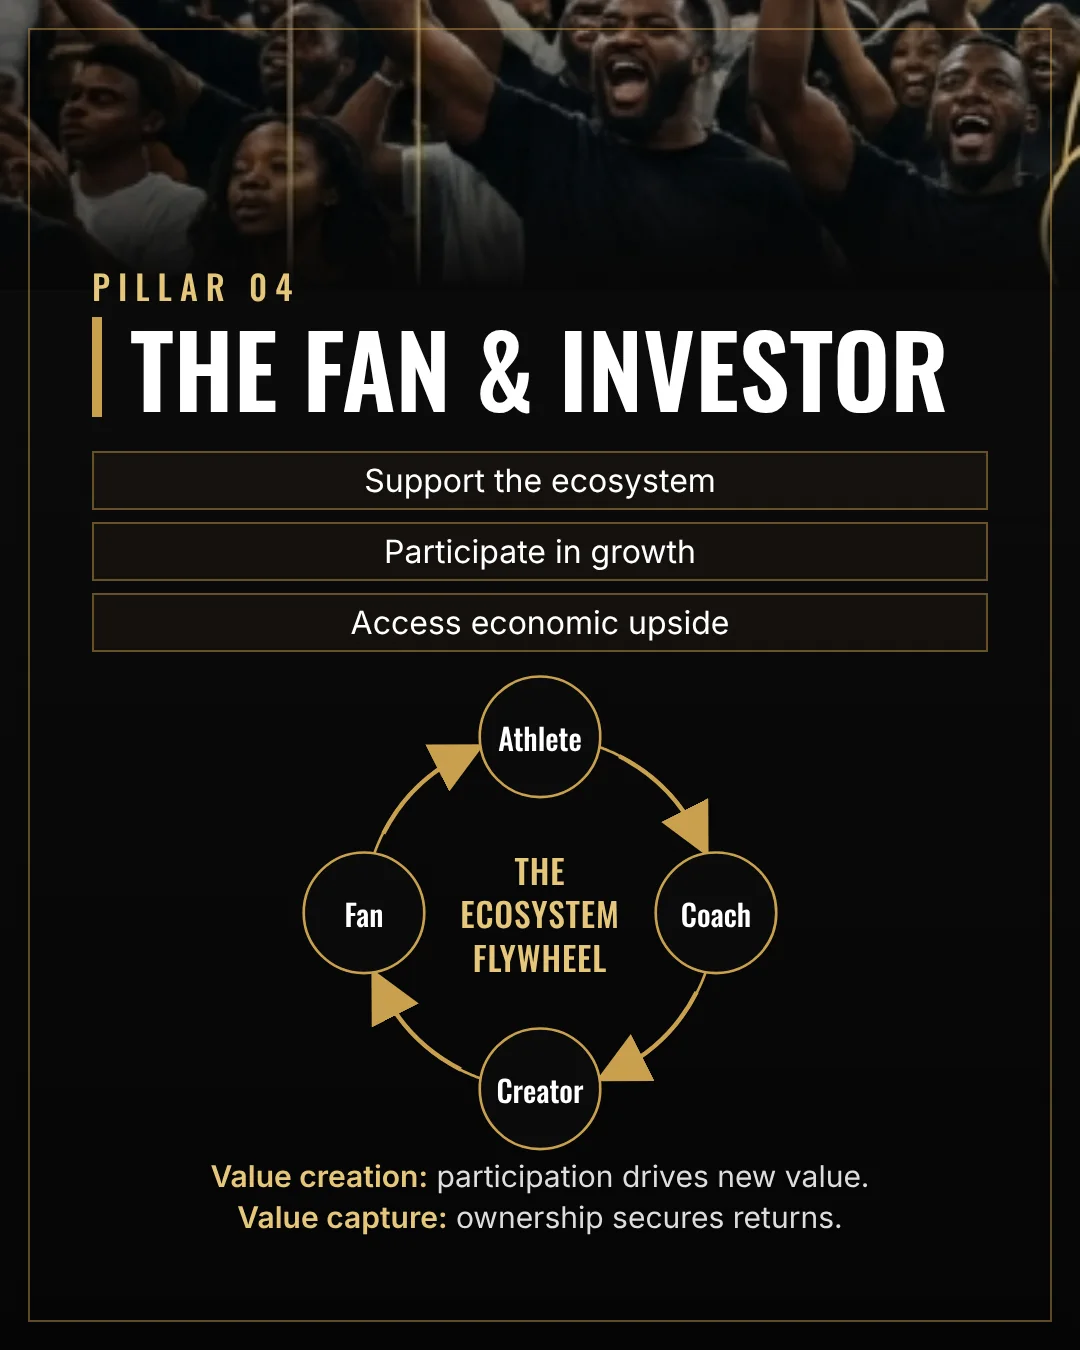 PILLAR 04
THE FAN & INVESTOR
Support the ecosystem
Participate in growth
Access economic upside
Athlete
Fan
THE
ECOSYSTEM
FLYWHEEL
Coach
Creator
Value creation: participation drives new value.
Value capture: ownership secures returns.